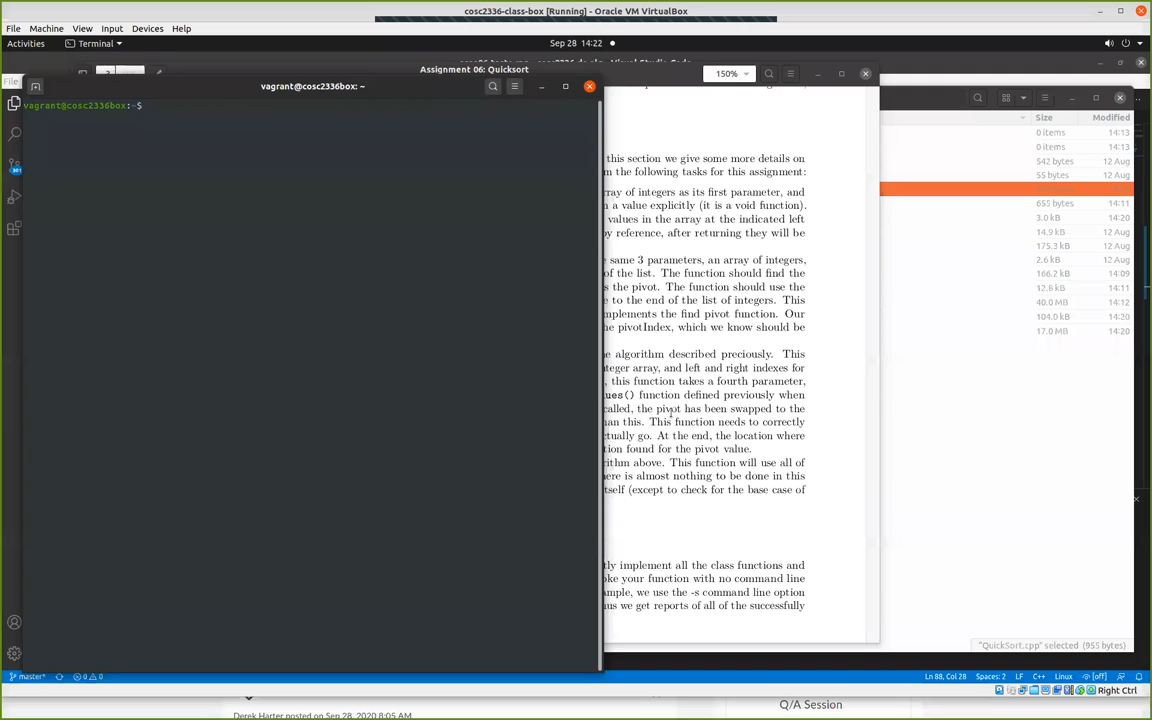 cosc2336-class-box [Running] - Oracle VM VirtualBox
File Machine View Input Devices Help
Activities Terminal Sep 28 14:22
Assignment 06: Quicksort
150%
File
vagrant@cosc2336box: ~
vagrant@cosc2336box:~$
this section we give some more details on
m the following tasks for this assignment:
rray of integers as its first parameter, and
n a value explicitly (it is a void function).
values in the array at the indicated left
by reference, after returning they will be
e same 3 parameters, an array of integers,
of the list. The function should find the
s the pivot. The function should use the
e to the end of the list of integers. This
mplements the find pivot function. Our
he pivotIndex, which we know should be
e algorithm described preciously. This
nteger array, and left and right indexes for
, this function takes a fourth parameter,
ues() function defined previously when
called, the pivot has been swapped to the
han this. This function needs to correctly
ctually go. At the end, the location where
tion found for the pivot value.
rithm above. This function will use all of
here is almost nothing to be done in this
tself (except to check for the base case of
tly implement all the class functions and
oke your function with no command line
ample, we use the -s command line option
hus we get reports of all of the successfully
Size Modified
0 items 14:13
0 items 14:13
542 bytes 12 Aug
55 bytes 12 Aug
655 bytes 14:11
3.0 kB 14:20
14.9 kB 12 Aug
175.3 kB 12 Aug
2.6 kB 12 Aug
166.2 kB 14:09
12.8 kB 14:11
40.0 MB 14:12
104.0 kB 14:20
17.0 MB 14:20
"QuickSort.cpp" selected (955 bytes)
master* 0 0 Ln 88, Col 28 Spaces: 2 LF C++ Linux [off]
Right Ctrl
Q/A Session
Derek Harter posted on Sep 28, 2020 8:05 AM